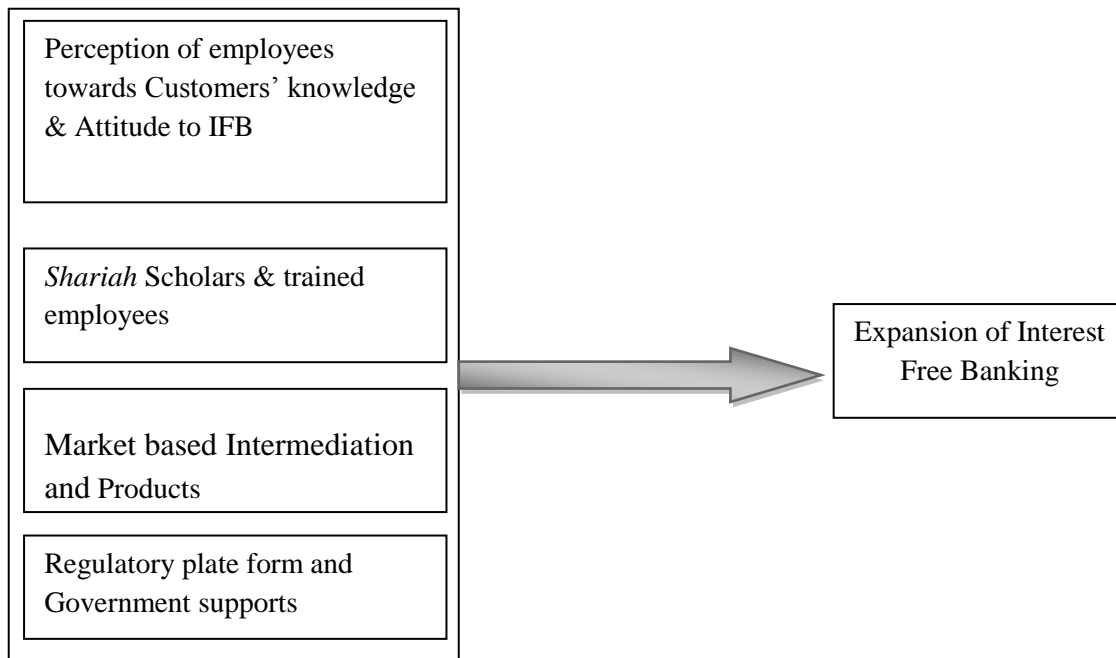 Perception of employees
towards Customers’ knowledge
& Attitude to IFB
Shariah Scholars & trained
employees
Market based Intermediation
and Products
Regulatory plate form and
Government supports
Expansion of Interest
Free Banking